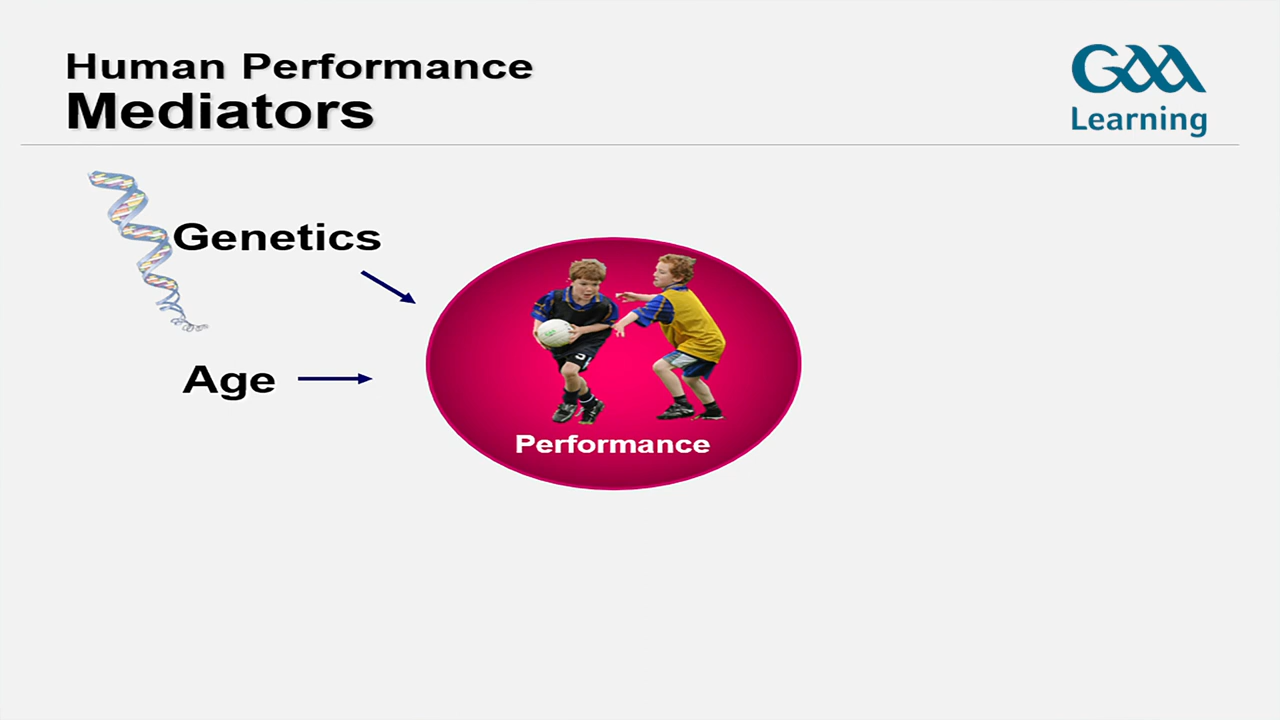 Human Performance
Mediators
GAA
Learning
Genetics
Age
Performance